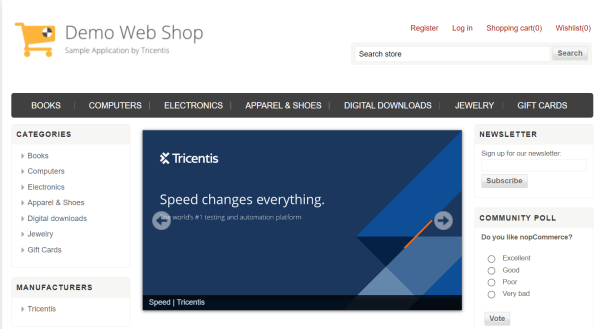 Demo Web Shop
Sample Application by Tricentis
Register Log in Shopping cart(0) Wishlist(0)
Search store Search
BOOKS COMPUTERS ELECTRONICS APPAREL & SHOES DIGITAL DOWNLOADS JEWELRY GIFT CARDS
CATEGORIES
Books
Computers
Electronics
Apparel & Shoes
Digital downloads
Jewelry
Gift Cards
MANUFACTURERS
Tricentis
Tricentis
Speed changes everything.
The world's #1 testing and automation platform
Speed | Tricentis
NEWSLETTER
Sign up for our newsletter:
Subscribe
COMMUNITY POLL
Do you like nopCommerce?
Excellent
Good
Poor
Very bad
Vote